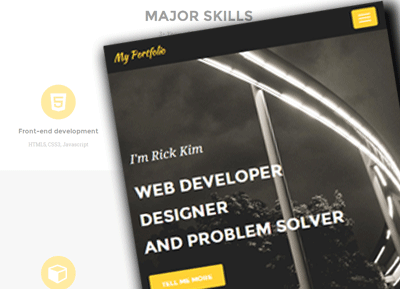 MAJOR SKILLS
My Portfolio
Front-end development
HTML5, CSS3, Javascript
I'm Rick Kim
WEB DEVELOPER
DESIGNER
AND PROBLEM SOLVER
TELL ME MORE